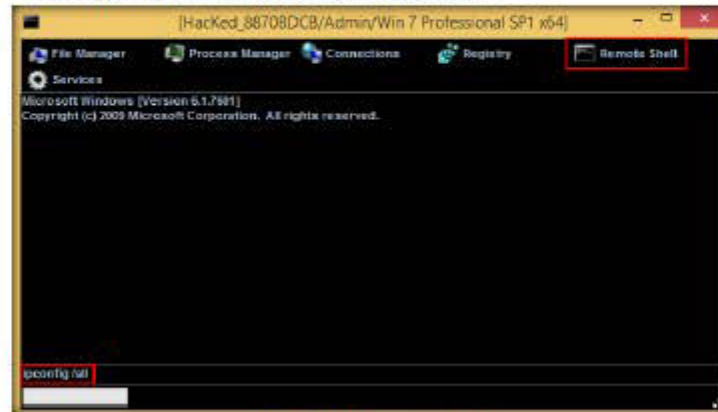 [HacKed_88708DCB/Admin/Win 7 Professional SP1 x64]
File Manager Process Manager Connections Registry Remote Shell
Services
Microsoft Windows [Version 6.1.7601]
Copyright (c) 2009 Microsoft Corporation. All rights reserved.
ipconfig /all